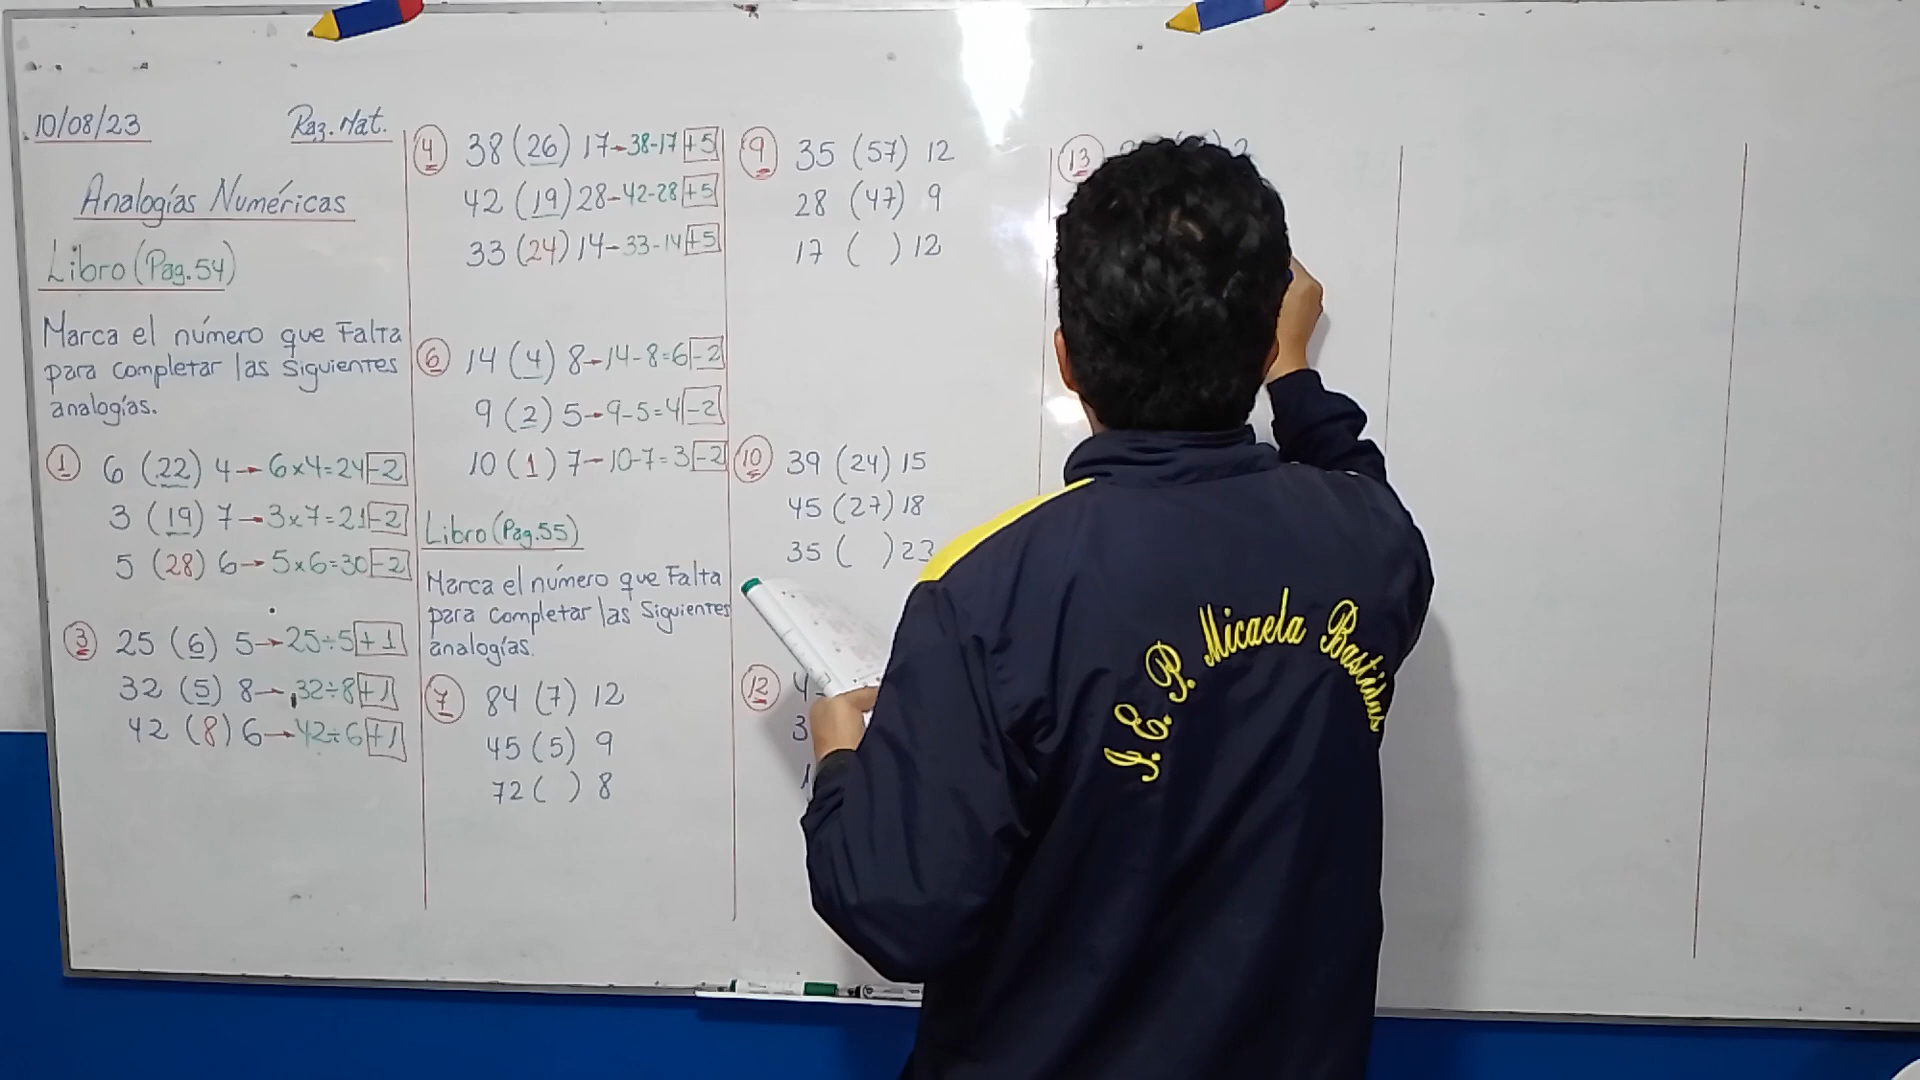 10/08/23 Raz. Mat.
Analogías Numéricas
Libro (Pag. 54)
Marca el número que Falta
para completar las siguientes
analogías.
1 6 (22) 4→6x4=24-2
3 (19) 7→3x7=21-2
5 (28) 6→5x6=30-2
3 25 (6) 5→25÷5+1
32 (5) 8→32÷8+1
42 (8) 6→42÷6+1
4 38 (26) 17→38-17+5
42 (19) 28-42-28+5
33 (24) 14-33-14+5
6 14 (4) 8→14-8=6-2
9 (2) 5→9-5=4-2
10 (1) 7→10-7=3-2
Libro (Pag. 55)
Marca el número que Falta
para completar las Siguientes
analogías.
7 84 (7) 12
45 (5) 9
72 ( ) 8
9 35 (57) 12
28 (47) 9
17 ( ) 12
10 39 (24) 15
45 (27) 18
35 ( ) 23
12
13
I.E.P. Micaela Bastidas